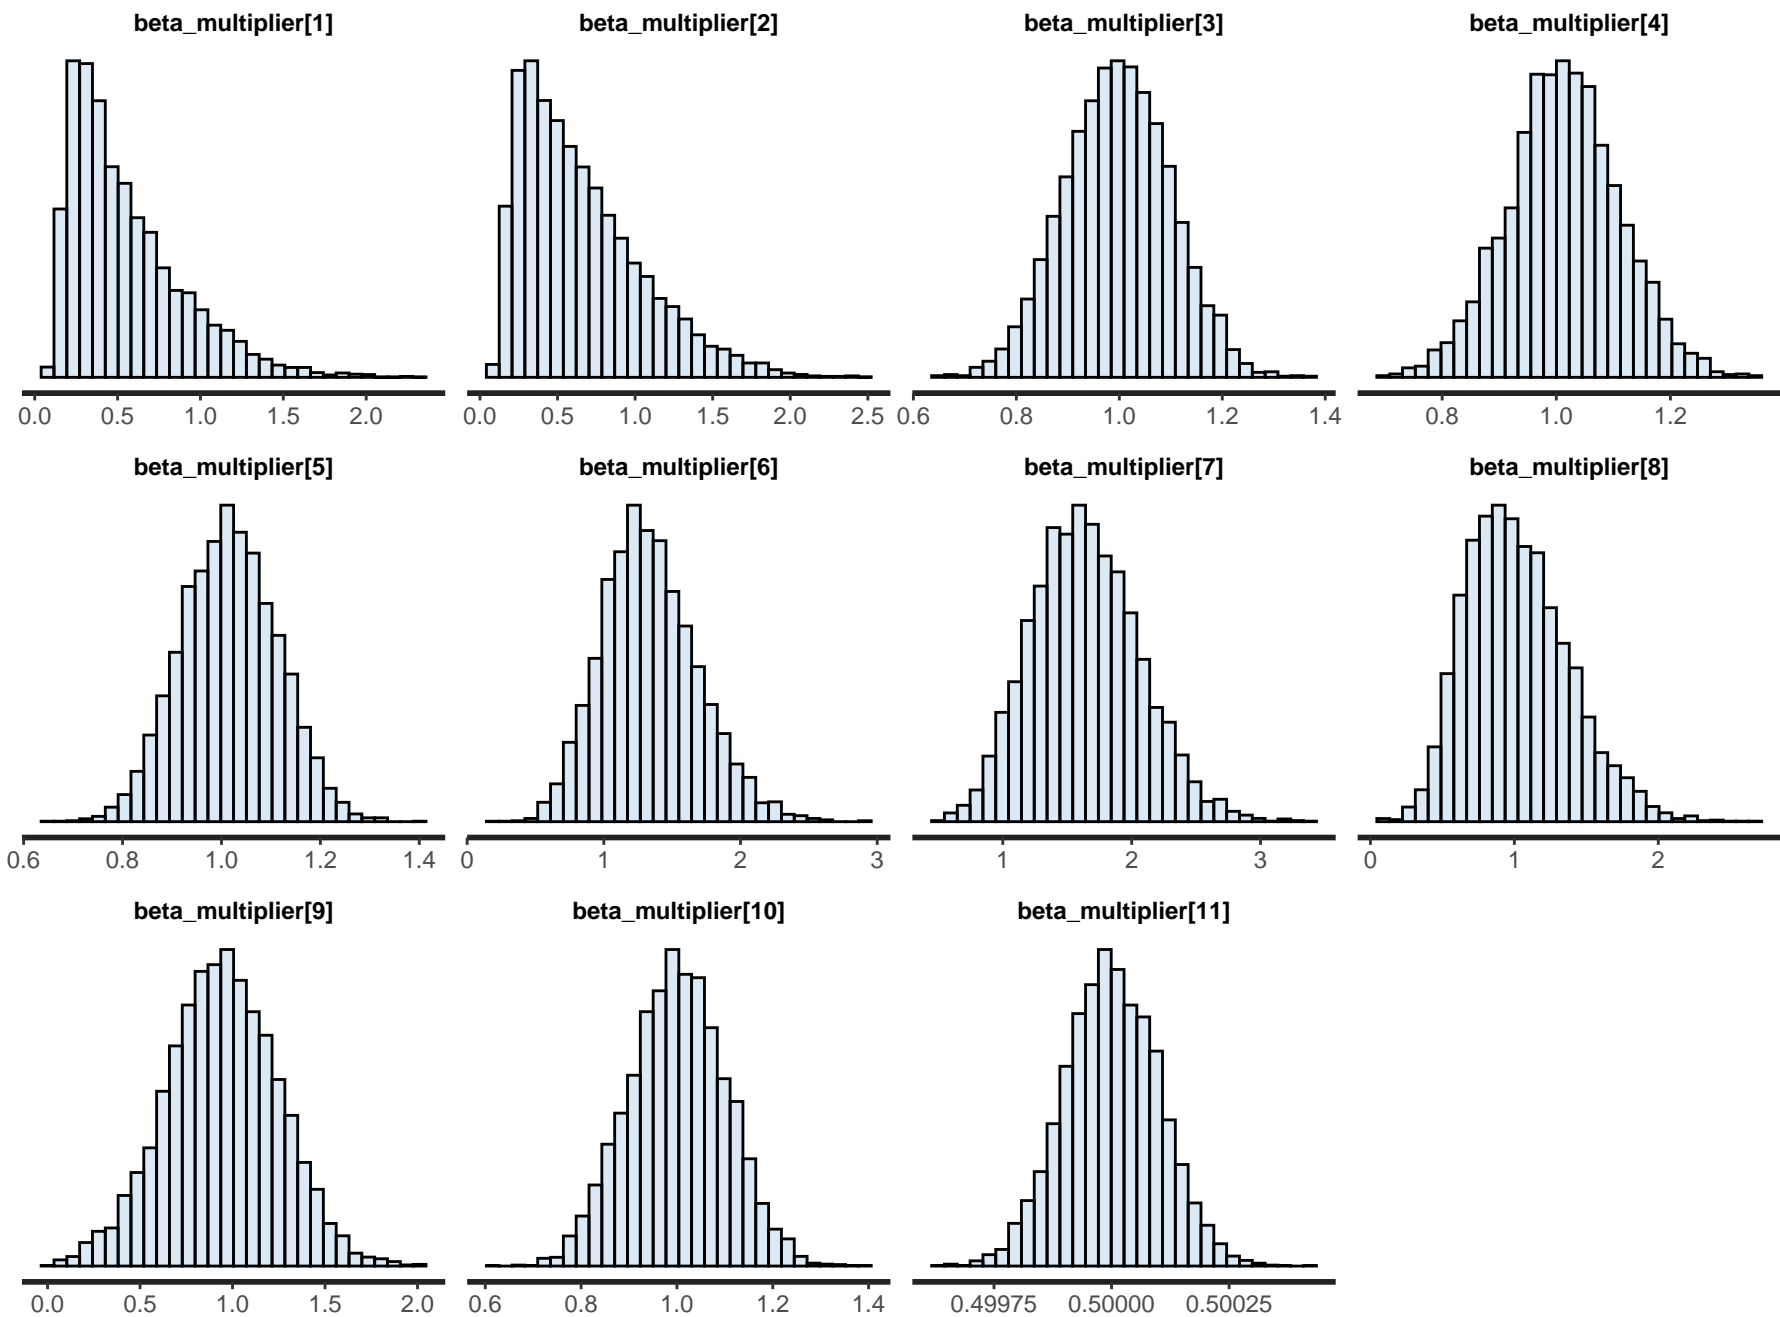 beta_multiplier[1] beta_multiplier[2] beta_multiplier[3] beta_multiplier[4]
0.0 0.5 1.0 1.5 2.0 0.0 0.5 1.0 1.5 2.0 2.5 0.6 0.8 1.0 1.2 1.4 0.8 1.0 1.2
beta_multiplier[5] beta_multiplier[6] beta_multiplier[7] beta_multiplier[8]
0.6 0.8 1.0 1.2 1.4 0 1 2 3 1 2 3 0 1 2
beta_multiplier[9] beta_multiplier[10] beta_multiplier[11]
0.0 0.5 1.0 1.5 2.0 0.6 0.8 1.0 1.2 1.4 0.49975 0.50000 0.50025